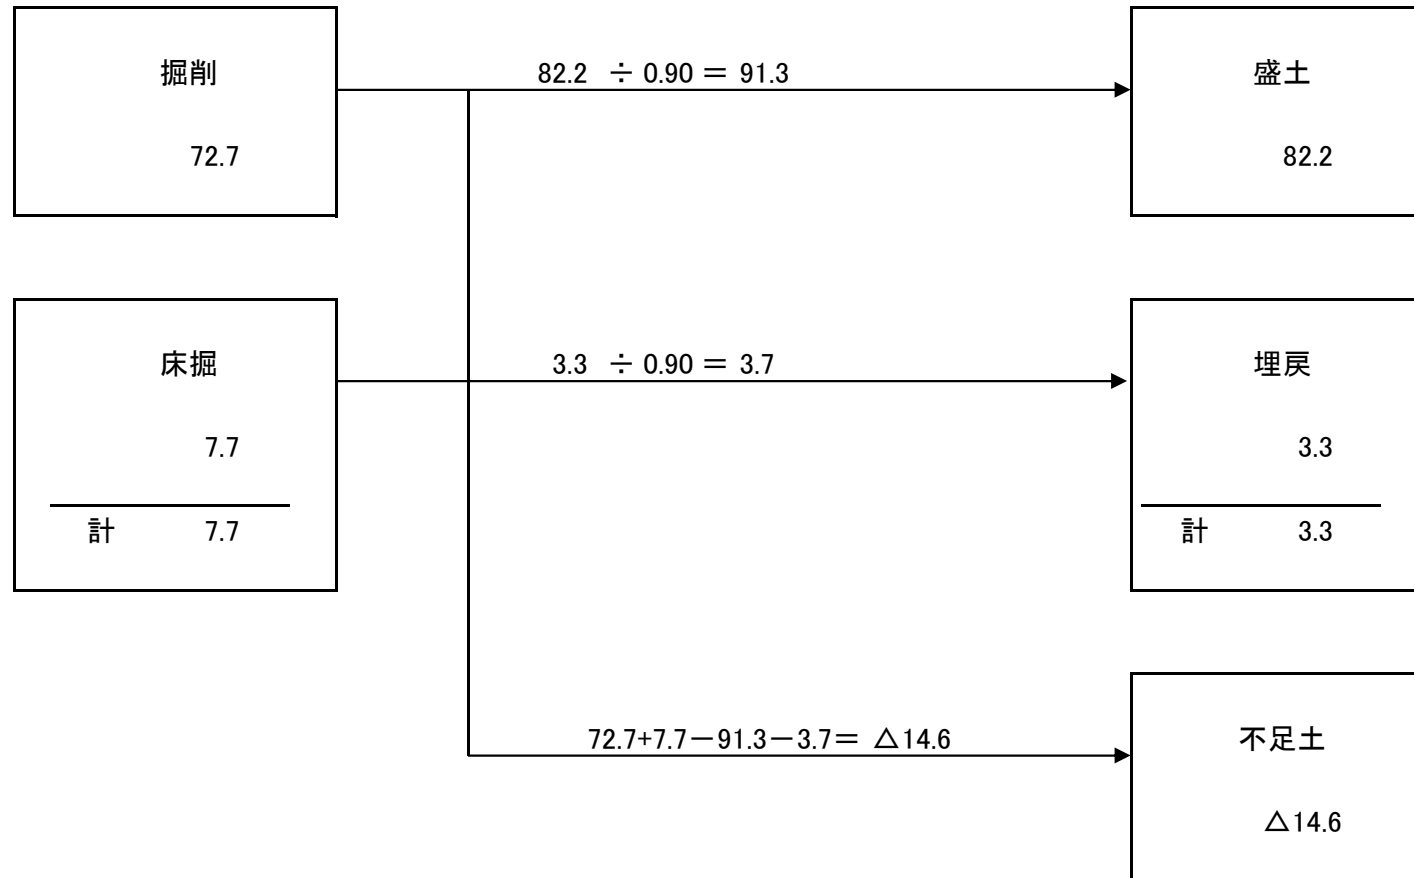 掘削
82.2 ÷ 0.90 = 91.3
盛土
72.7
82.2
床掘
3.3 ÷ 0.90 = 3.7
埋戻
7.7
3.3
計 7.7
計 3.3
72.7+7.7−91.3−3.7= △14.6
不足土
△14.6